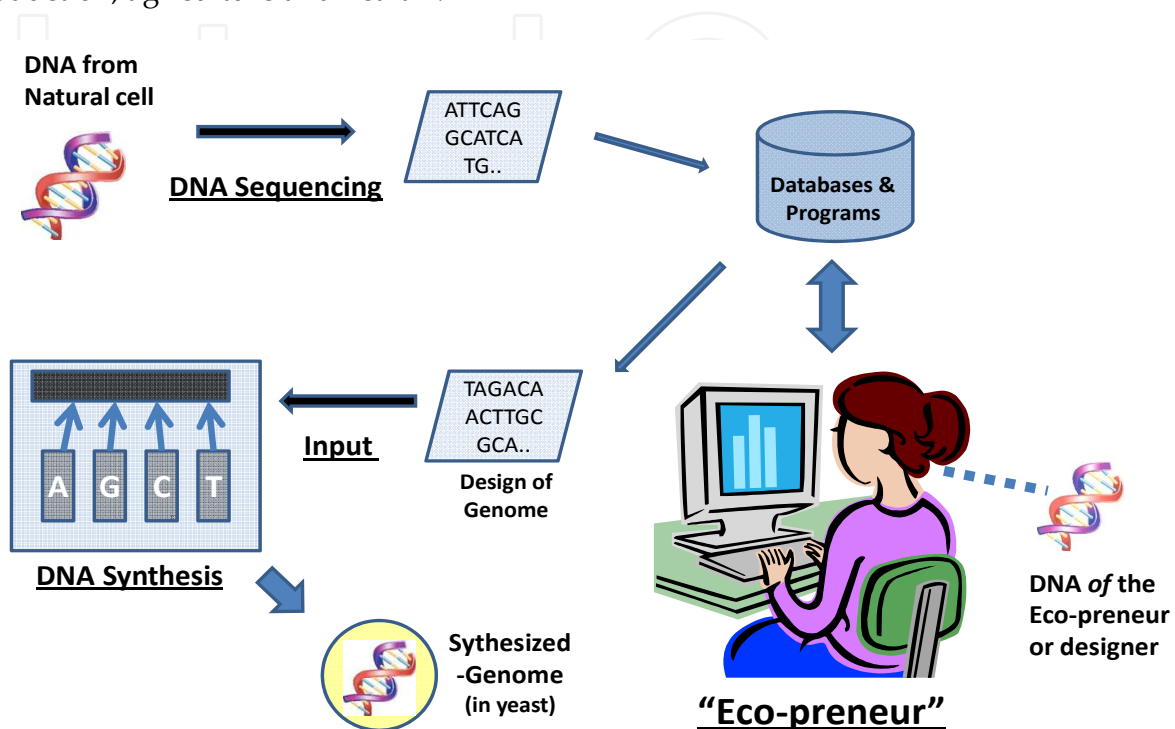 DNA from
Natural cell
DNA Sequencing
ATTCAG
GCATCA
TG..
Databases &
Programs
TAGACA
ACTTGC
GCA..
Input
Design of
Genome
A G C T
DNA Synthesis
Sythesized
-Genome
(in yeast)
DNA of the
Eco-preneur
or designer
“Eco-preneur”